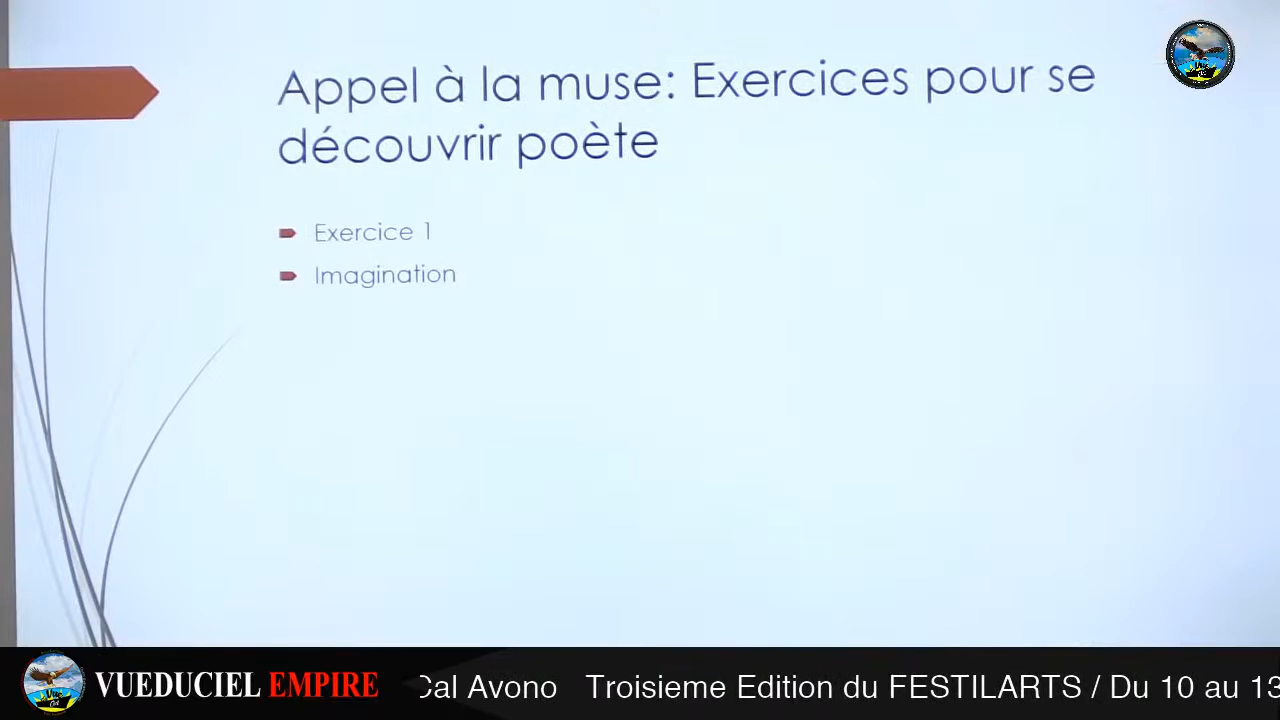 Appel à la muse: Exercices pour se
découvrir poète
Exercice 1
Imagination
VUEDUCIEL EMPIRE
Cal Avono Troisieme Edition du FESTILARTS / Du 10 au 13